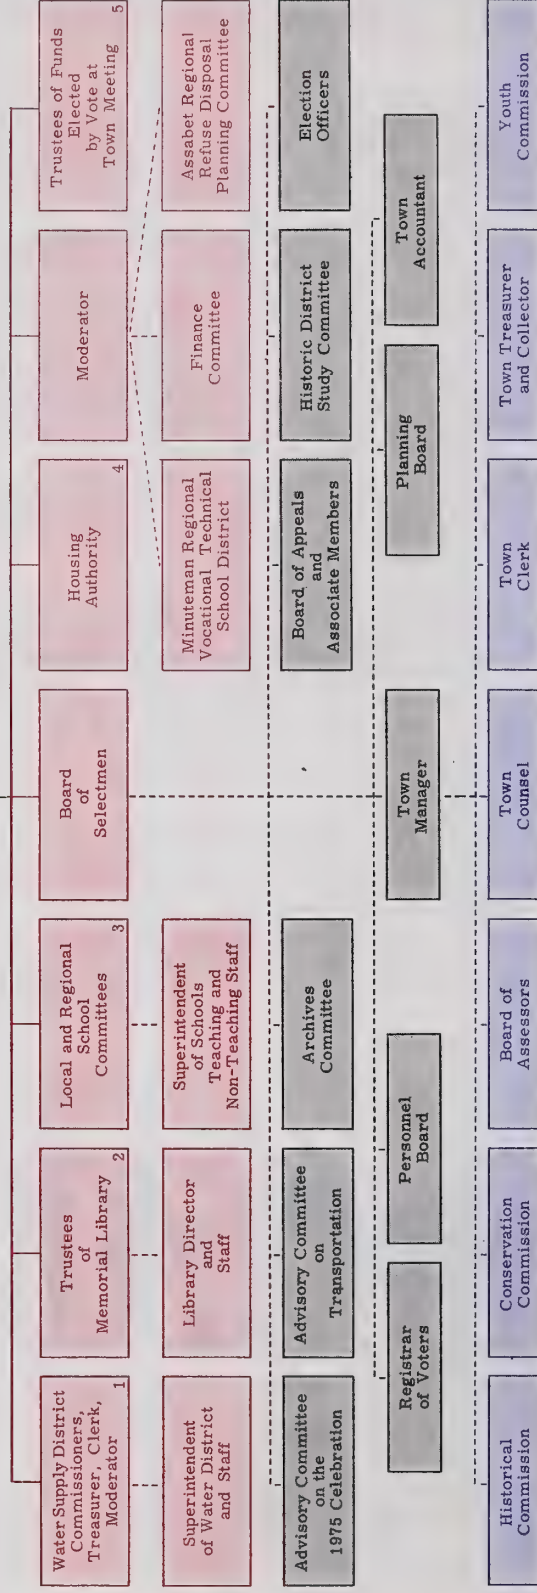 Water Supply District
Commissioners,
Treasurer, Clerk,
Moderator
1
Trustees
of
Memorial Library
2
Local and Regional
School
Committees
3
Board
of
Selectmen
Housing
Authority
4
Moderator
Trustees of Funds
Elected
by Vote at
Town Meeting
5
Superintendent
of Water District
and Staff
Library Director
and
Staff
Superintendent
of Schools
Teaching and
Non-Teaching Staff
Minuteman Regional
Vocational Technical
School District
Finance
Committee
Assabet Regional
Refuse Disposal
Planning Committee
Advisory Committee
on the
1975 Celebration
Advisory Committee
on
Transportation
Archives
Committee
Board of Appeals
and
Associate Members
Historic District
Study Committee
Election
Officers
Registrar
of Voters
Personnel
Board
Town
Manager
Planning
Board
Town
Accountant
Historical
Commission
Conservation
Commission
Board of
Assessors
Town
Counsel
Town
Clerk
Town Treasurer
and Collector
Youth
Commission